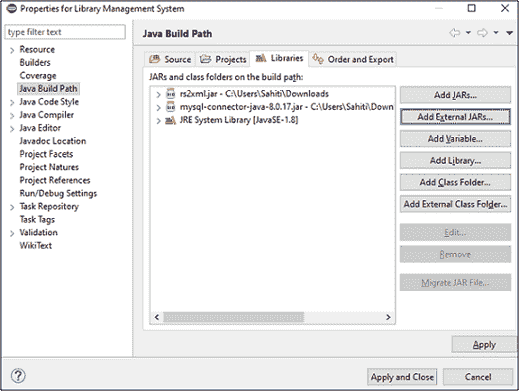 Properties for Library Management System
type filter text
Java Build Path
Resource
Builders
Coverage
Java Build Path
Java Code Style
Java Compiler
Java Editor
Javadoc Location
Project Facets
Project Natures
Project References
Run/Debug Settings
Task Repository
Task Tags
Validation
WikiText
Source
Projects
Libraries
Order and Export
JARs and class folders on the build path:
rs2xml.jar - C:\Users\Sahiti\Downloads
mysql-connector-java-8.0.17.jar - C:\Users\Sahiti\Down
JRE System Library [JavaSE-1.8]
Add JARs...
Add External JARs...
Add Variable...
Add Library...
Add Class Folder...
Add External Class Folder...
Edit...
Remove
Migrate JAR File...
Apply
Apply and Close
Cancel